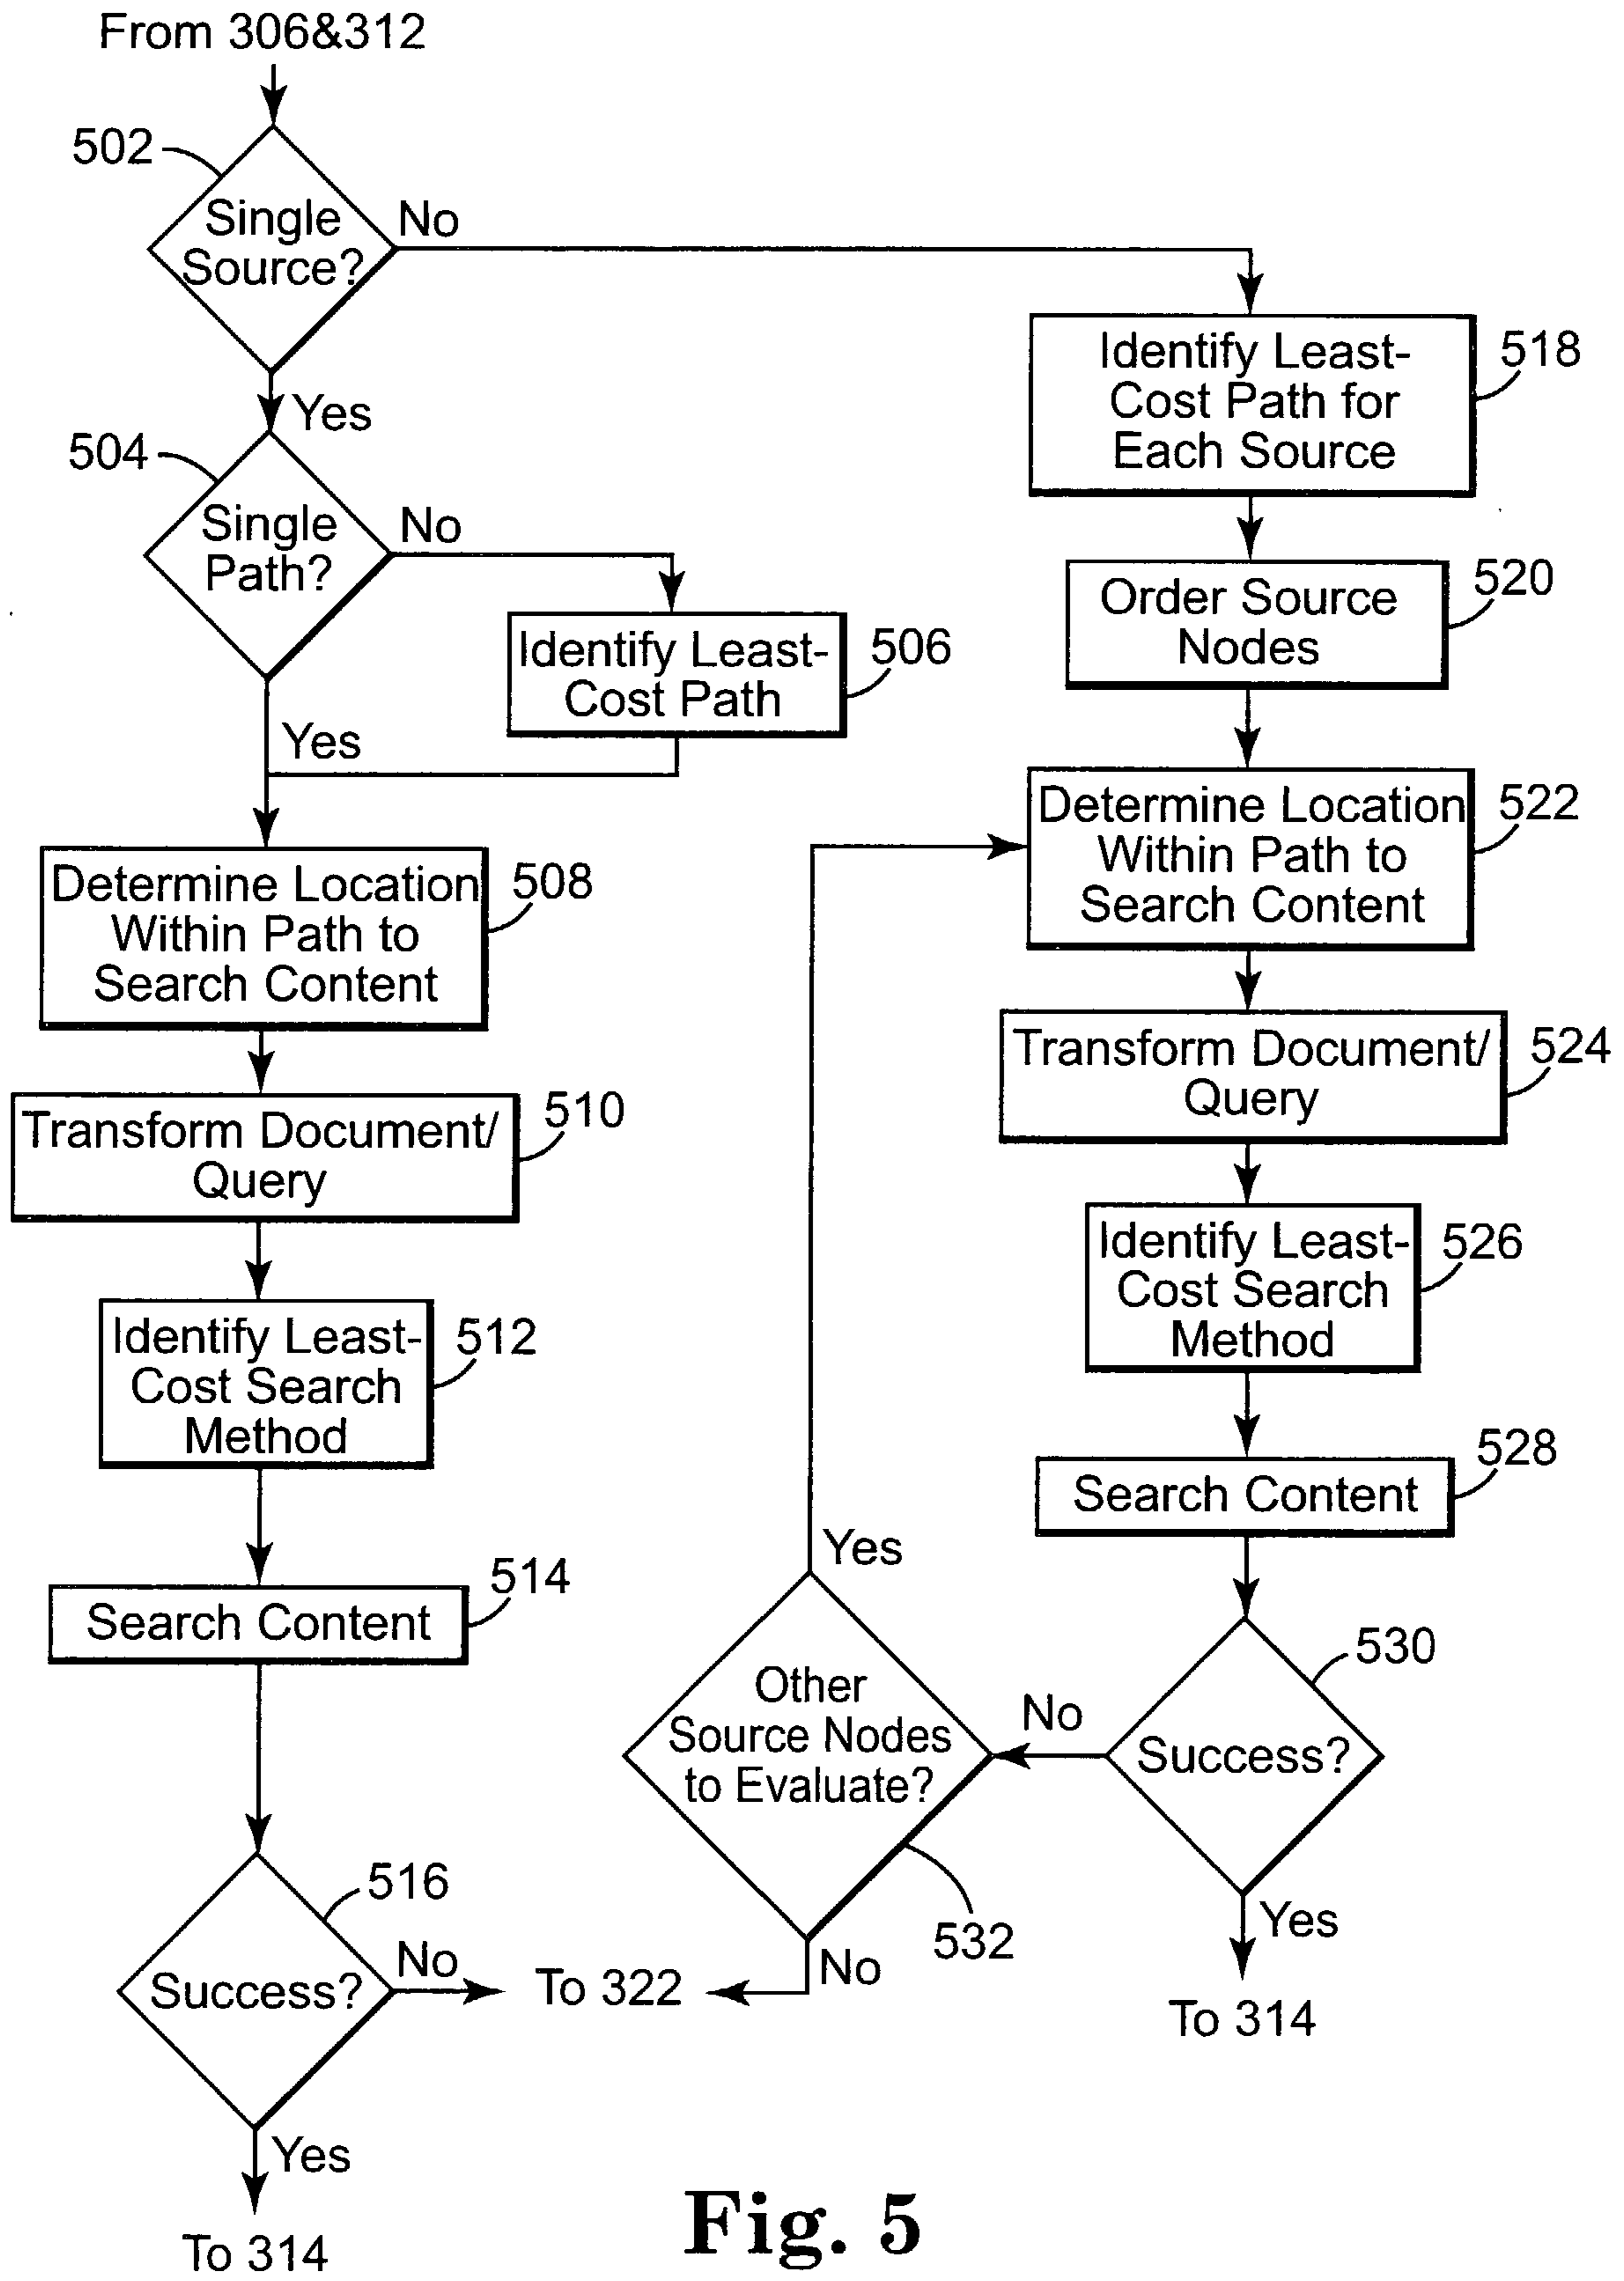 From 306&312
502
Single
Source?
No
Yes
504
Single
Path?
No
Identify Least-
Cost Path
506
Yes
Determine Location
Within Path to
Search Content
508
Transform Document/
Query
510
Identify Least-
Cost Search
Method
512
Search Content
514
Success?
516
No
To 322
Yes
To 314
Identify Least-
Cost Path for
Each Source
518
Order Source
Nodes
520
Determine Location
Within Path to
Search Content
522
Transform Document/
Query
524
Identify Least-
Cost Search
Method
526
Search Content
528
Success?
530
No
Yes
To 314
Other
Source Nodes
to Evaluate?
532
Yes
No
Fig. 5